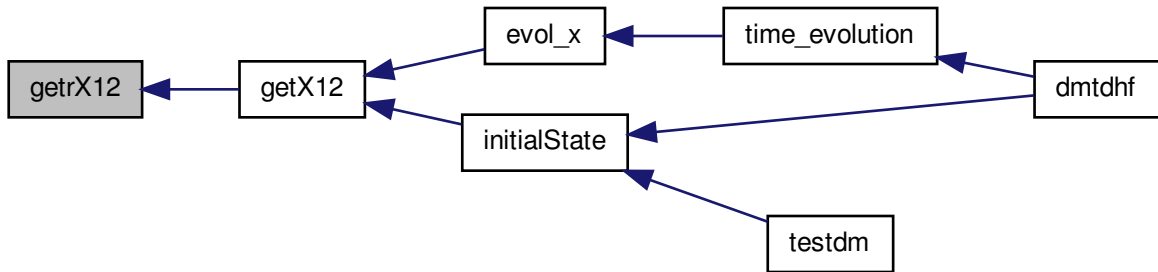 getrX12
getX12
evol_x
time_evolution
dmtdhf
initialState
testdm